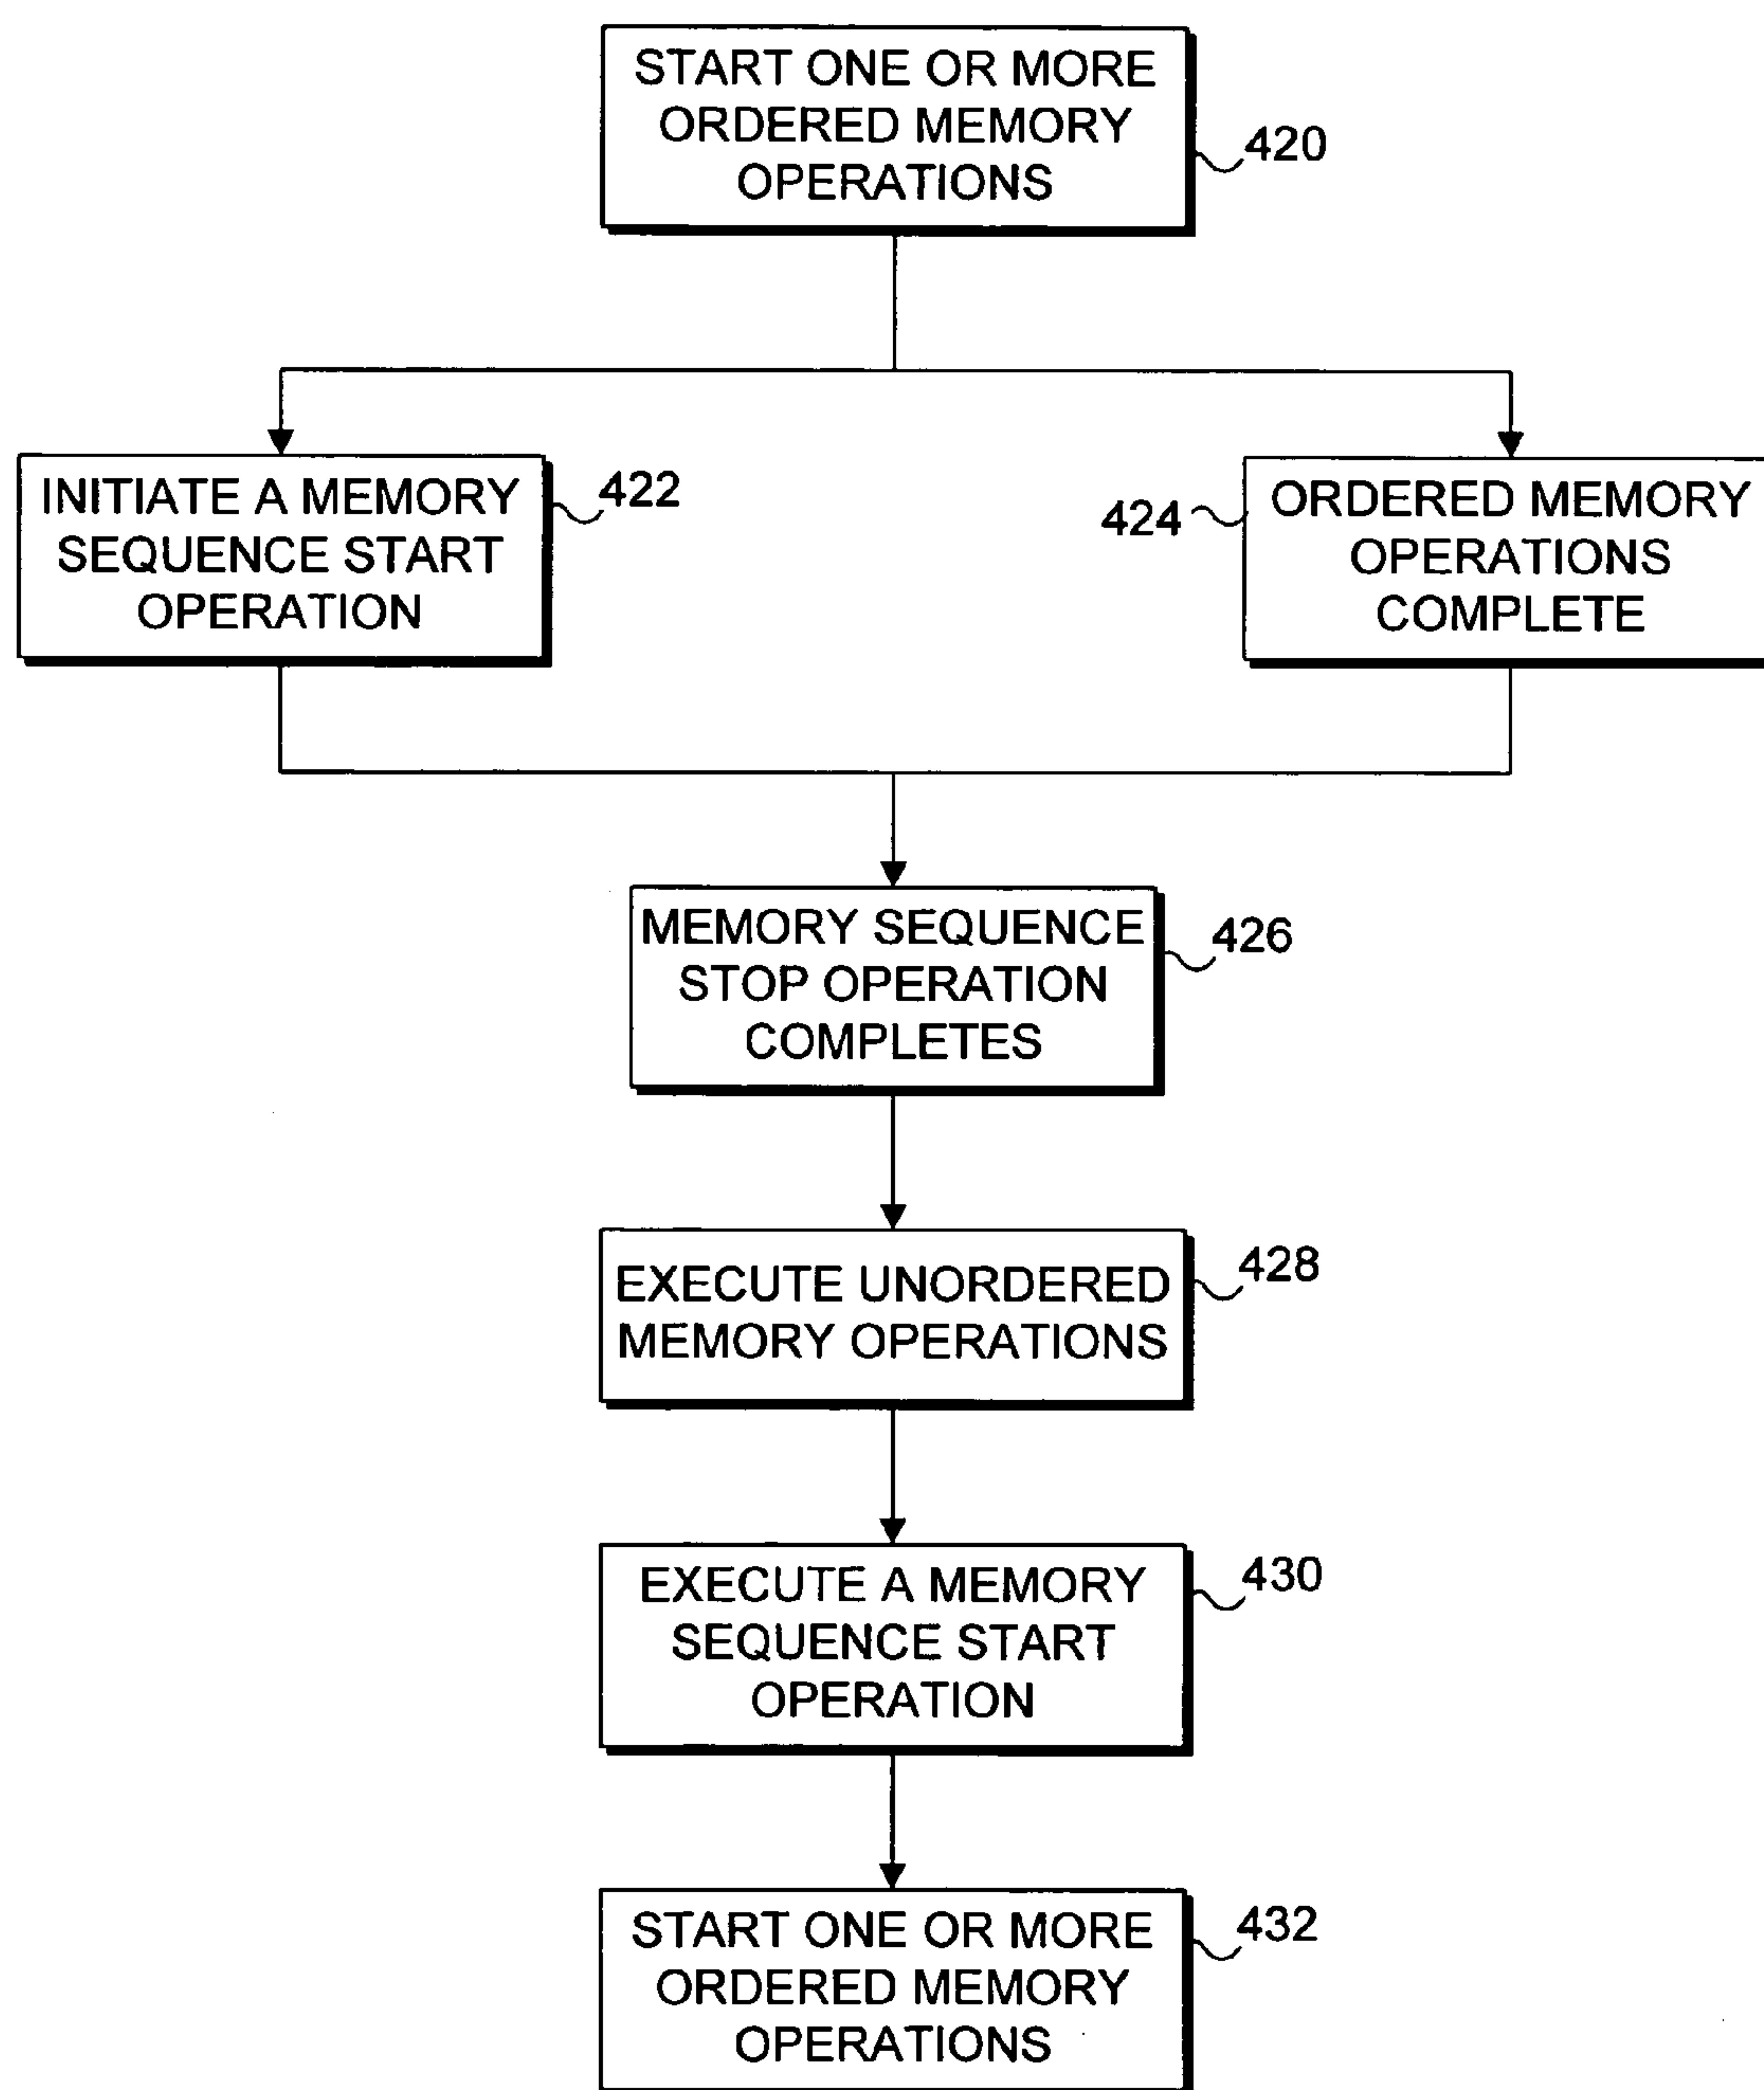 START ONE OR MORE
ORDERED MEMORY
OPERATIONS
420
INITIATE A MEMORY
SEQUENCE START
OPERATION
422
424
ORDERED MEMORY
OPERATIONS
COMPLETE
MEMORY SEQUENCE
STOP OPERATION
COMPLETES
426
EXECUTE UNORDERED
MEMORY OPERATIONS
428
EXECUTE A MEMORY
SEQUENCE START
OPERATION
430
START ONE OR MORE
ORDERED MEMORY
OPERATIONS
432